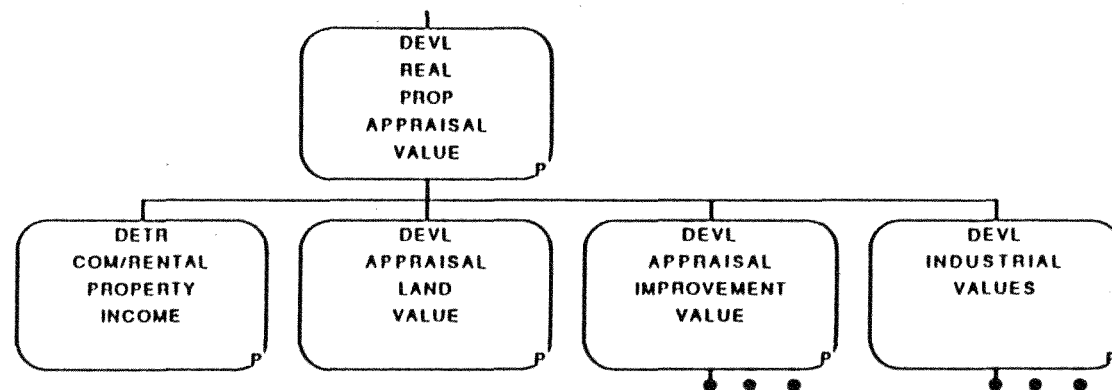 DEVL
REAL
PROP
APPRAISAL
VALUE
P
DETR
COM/RENTAL
PROPERTY
INCOME
P
DEVL
APPRAISAL
LAND
VALUE
P
DEVL
APPRAISAL
IMPROVEMENT
VALUE
P
DEVL
INDUSTRIAL
VALUES
P